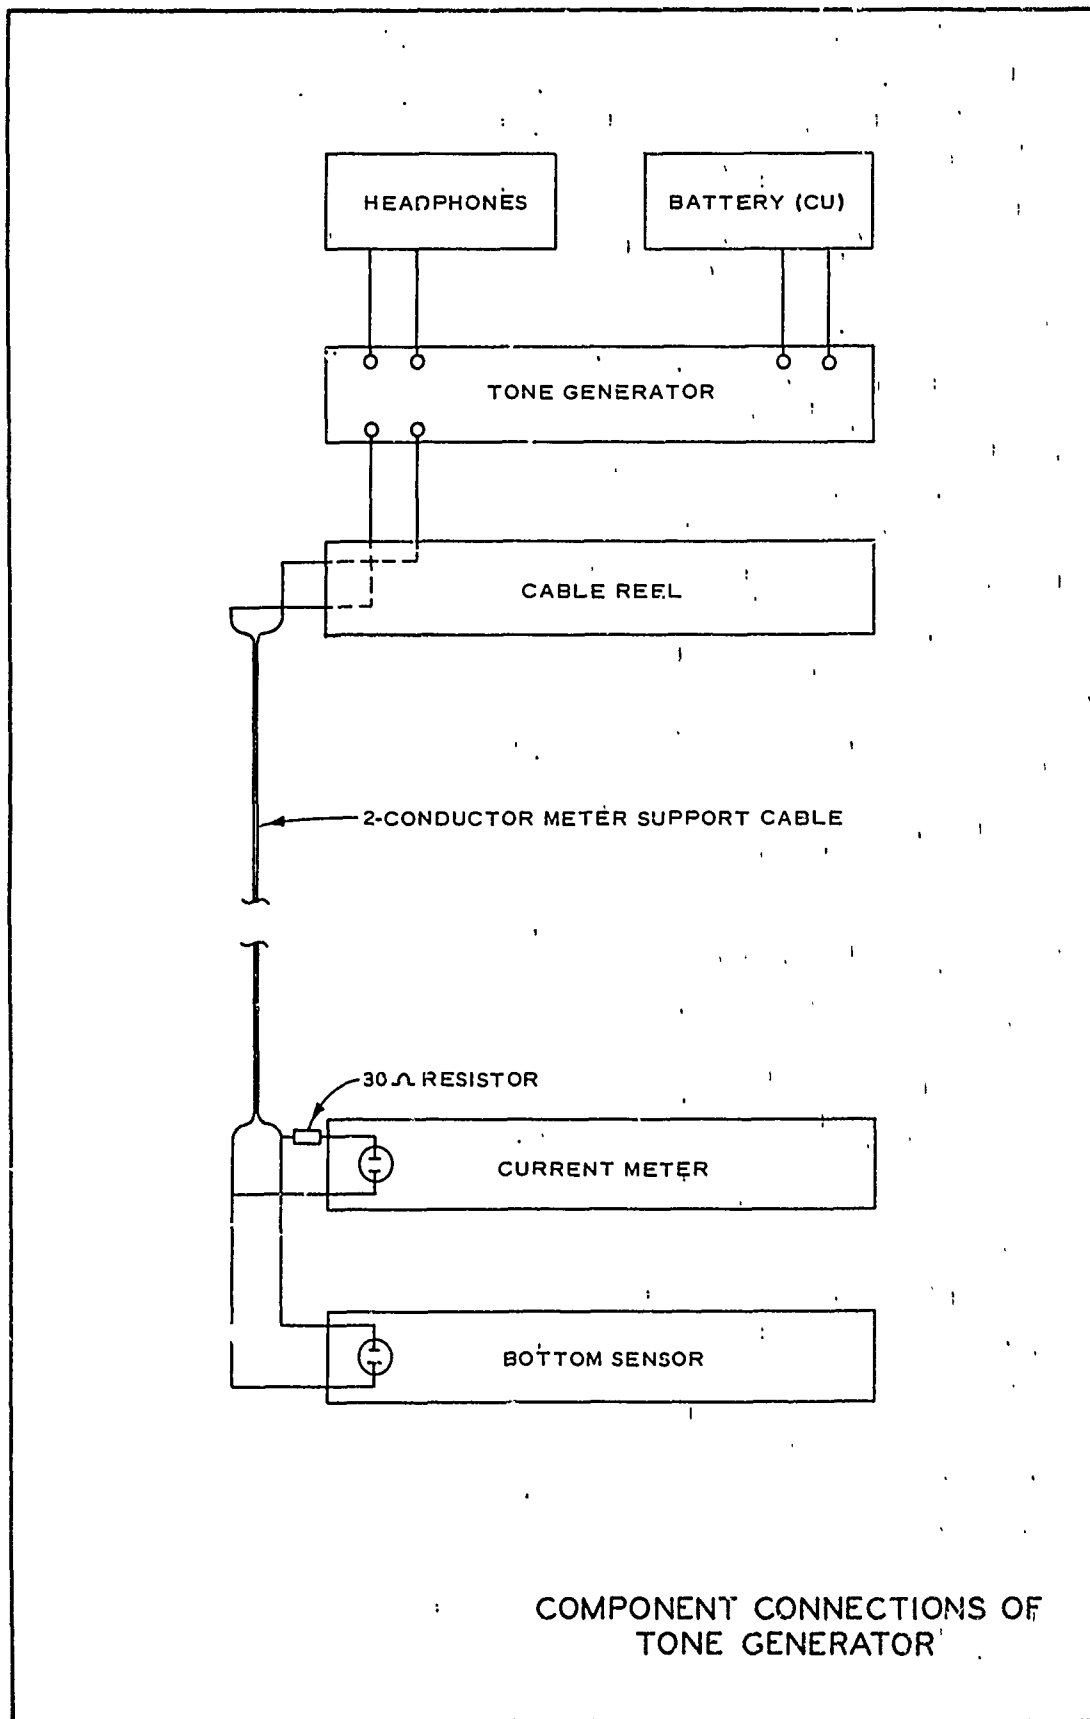 HEADPHONES
BATTERY (CU)
TONE GENERATOR
CABLE REEL
2-CONDUCTOR METER SUPPORT CABLE
30 Ω RESISTOR
CURRENT METER
BOTTOM SENSOR
COMPONENT CONNECTIONS OF
TONE GENERATOR